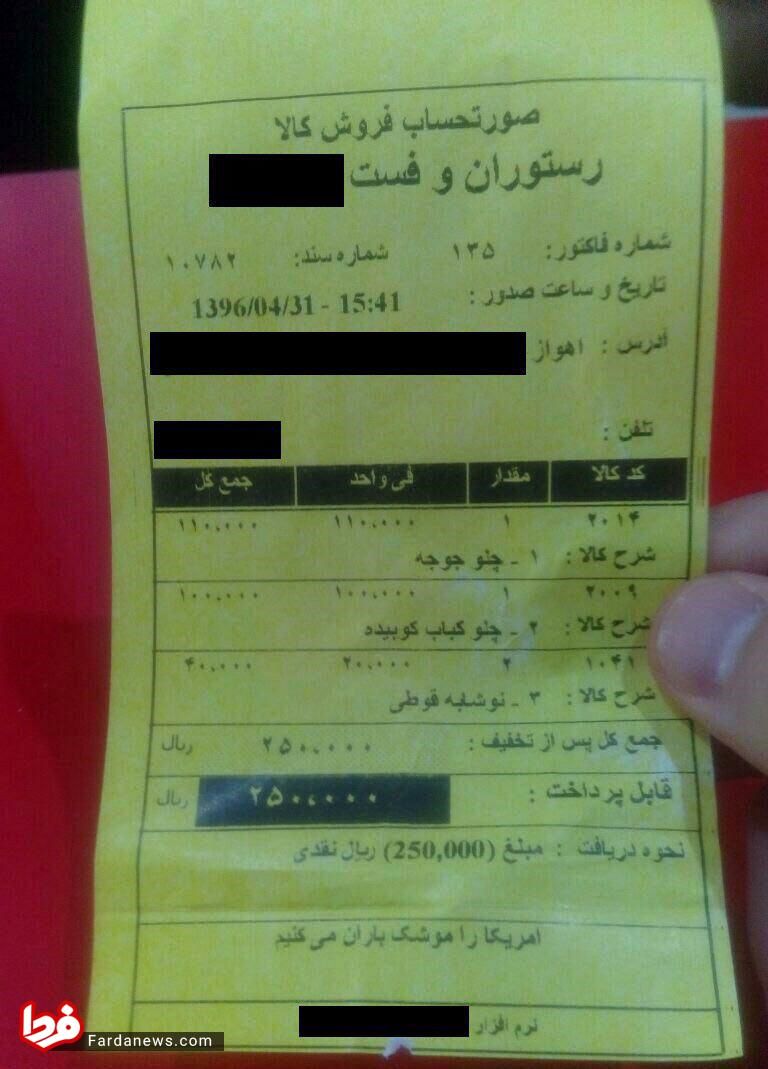 صورتحساب فروش کالا
رستوران و فست
شماره فاکتور: ۱۳۵ شماره سند: ۱۰۷۸۲
تاریخ و ساعت صدور : 1396/04/31 - 15:41
آدرس : اهواز
تلفن :
کد کالا مقدار فی واحد جمع کل
۲۰۱۴ ۱ ۱۱۰،۰۰۰ ۱۱۰،۰۰۰
شرح کالا : ۱ - چلو جوجه
۲۰۰۹ ۱ ۱۰۰،۰۰۰ ۱۰۰،۰۰۰
شرح کالا : ۲ - چلو کباب کوبیده
۱۰۴۱ ۲ ۲۰،۰۰۰ ۴۰،۰۰۰
شرح کالا : ۳ - نوشابه قوطی
جمع کل پس از تخفیف : ۲۵۰،۰۰۰ ریال
قابل پرداخت : ۲۵۰،۰۰۰ ریال
نحوه دریافت : مبلغ (250,000) ریال نقدی
امریکا را موشک باران می کنیم
نرم افزار
فردا
Fardanews.com